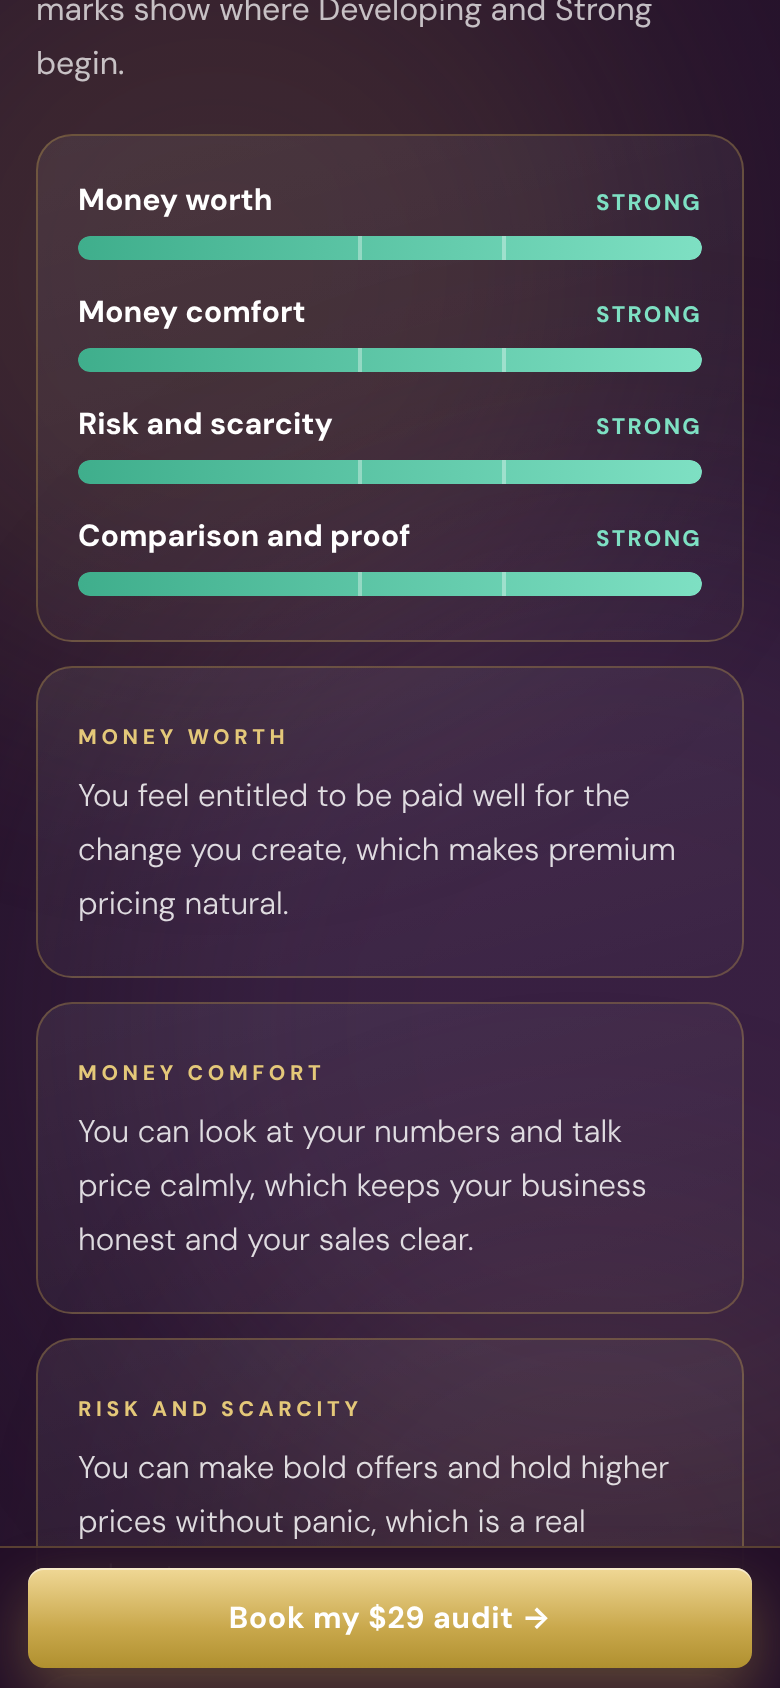 marks show where Developing and Strong
begin.
Money worth STRONG
Money comfort STRONG
Risk and scarcity STRONG
Comparison and proof STRONG
MONEY WORTH
You feel entitled to be paid well for the
change you create, which makes premium
pricing natural.
MONEY COMFORT
You can look at your numbers and talk
price calmly, which keeps your business
honest and your sales clear.
RISK AND SCARCITY
You can make bold offers and hold higher
prices without panic, which is a real
Book my $29 audit →